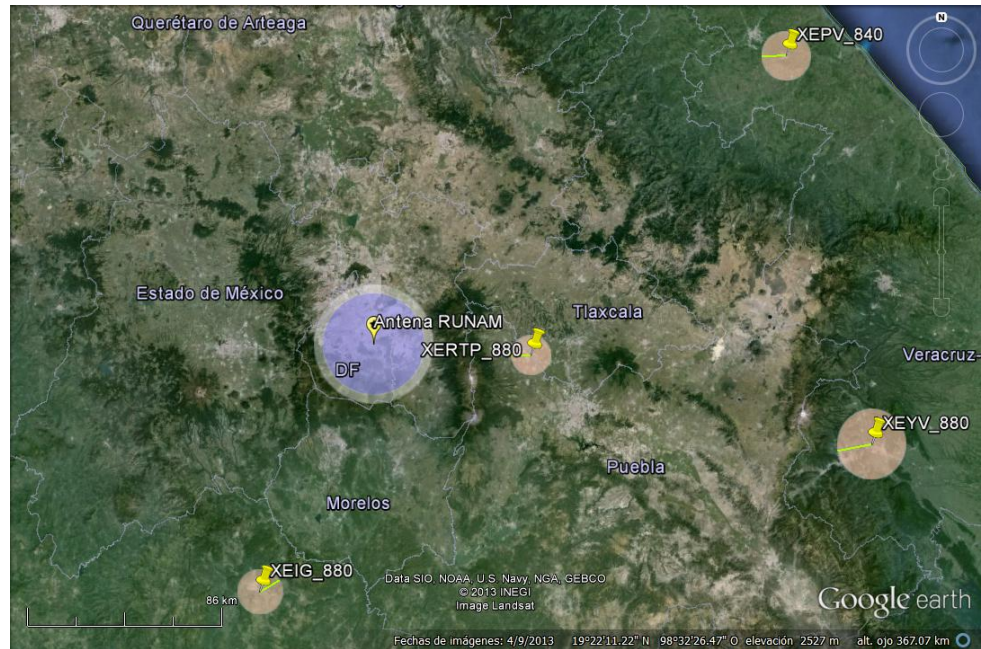 Querétaro de Arteaga
XEPV_840
N
Estado de México
Tlaxcala
Antena RUNAM
XERTP_880
DF
Veracruz-
XEYV_880
Puebla
Morelos
XEIG_880
86 km
Data SIO, NOAA, U.S. Navy, NGA, GEBCO
© 2013 INEGI
Image Landsat
Google earth
Fechas de imágenes: 4/9/2013 19°22'11.22" N 98°32'26.47" O elevación 2527 m alt. ojo 367.07 km